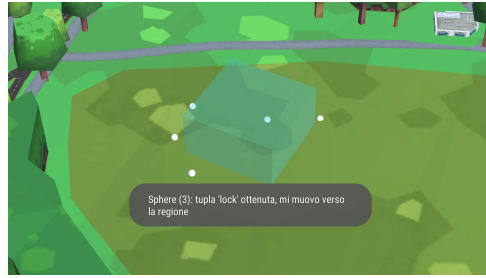 Sphere (3): tupla 'lock' ottenuta, mi muovo verso
la regione